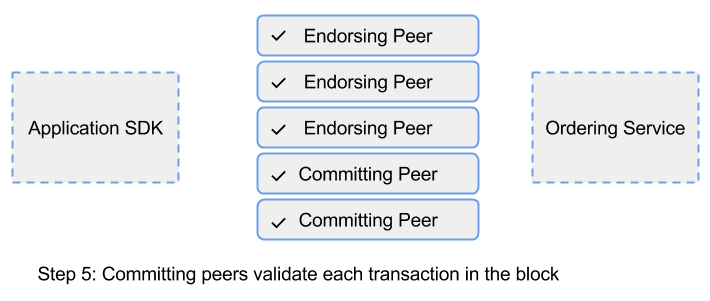 Endorsing Peer
Endorsing Peer
Endorsing Peer
Committing Peer
Committing Peer
Application SDK
Ordering Service
Step 5: Committing peers validate each transaction in the block